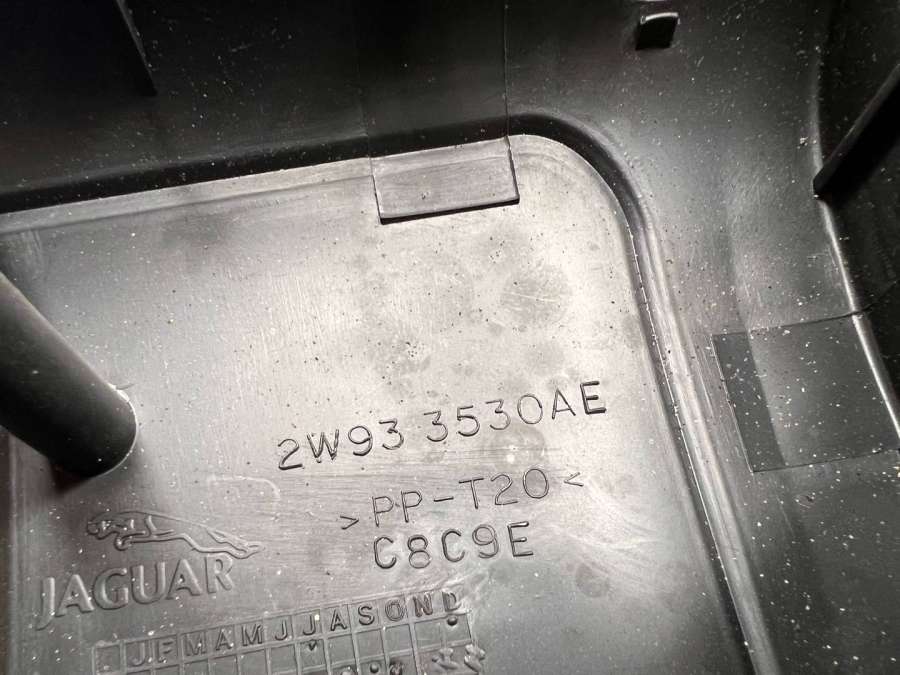 2W93 3530AE
>PP-T20<
C8C9E
JAGUAR
JFMAMJJASOND